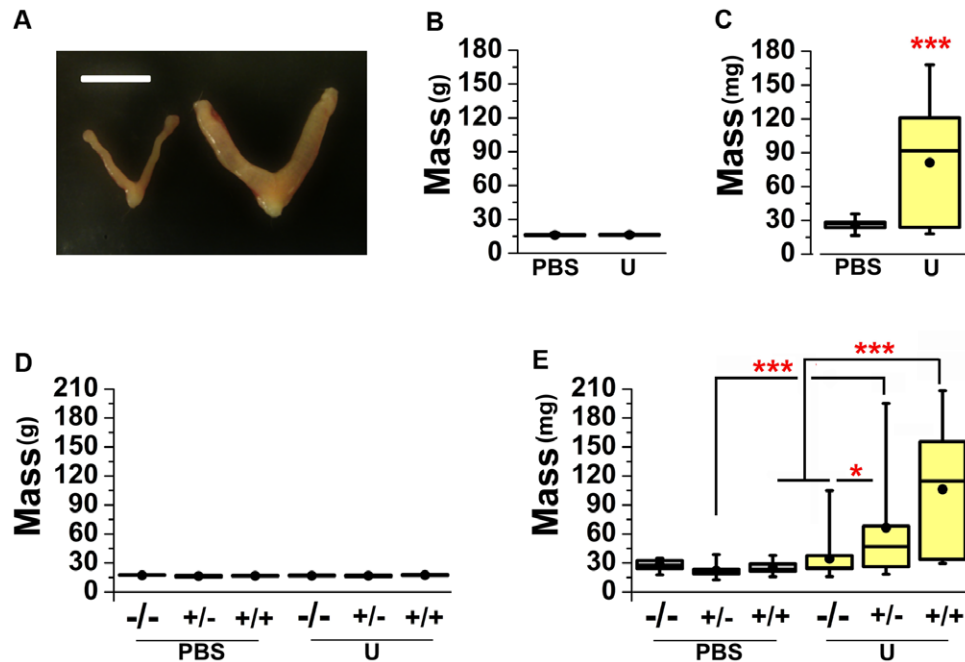 A
B
180
150
120
90
60
30
0
Mass(g)
PBS U
C
***
180
150
120
90
60
30
0
Mass(mg)
PBS U
D
210
180
150
120
90
60
30
0
Mass(g)
-/- +/- +/+ -/- +/- +/+
PBS U
E
***
***
*
210
180
150
120
90
60
30
0
Mass(mg)
-/- +/- +/+ -/- +/- +/+
PBS U